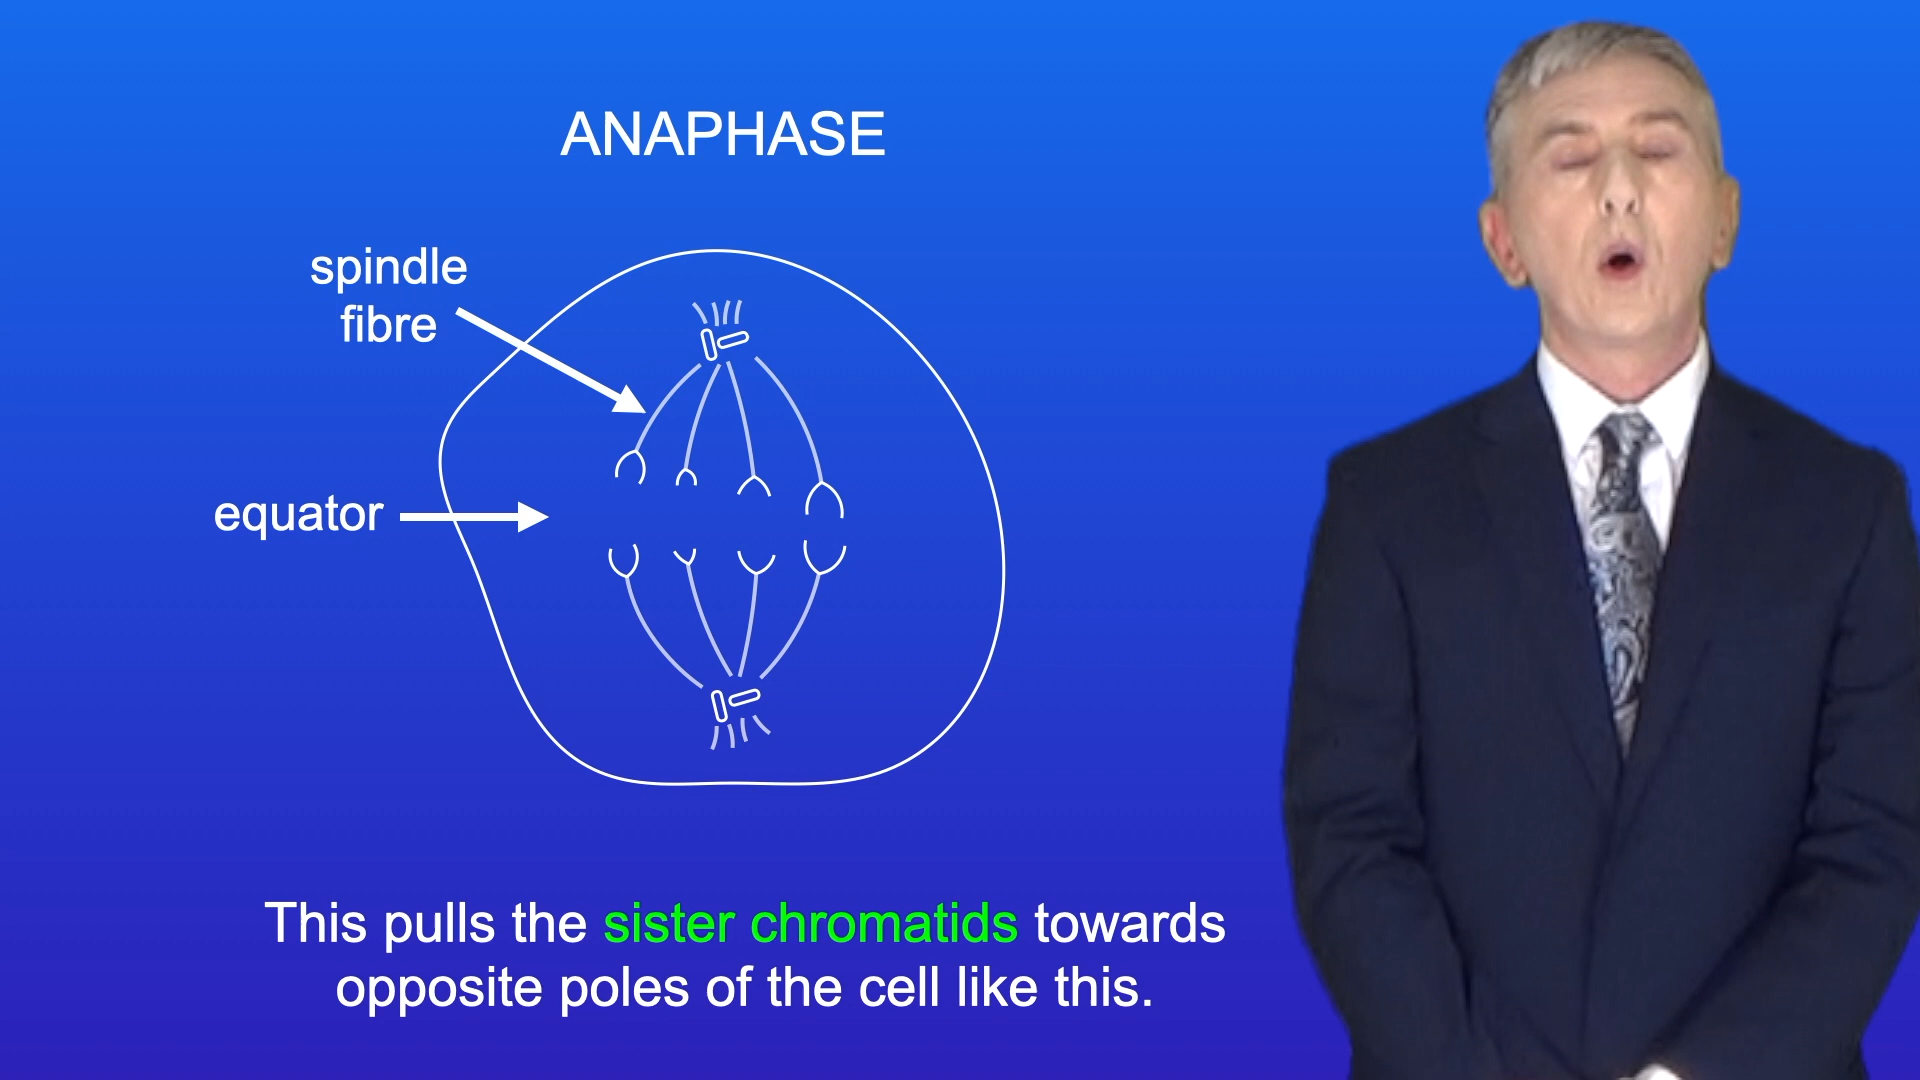 ANAPHASE
spindle
fibre
equator
This pulls the sister chromatids towards
opposite poles of the cell like this.